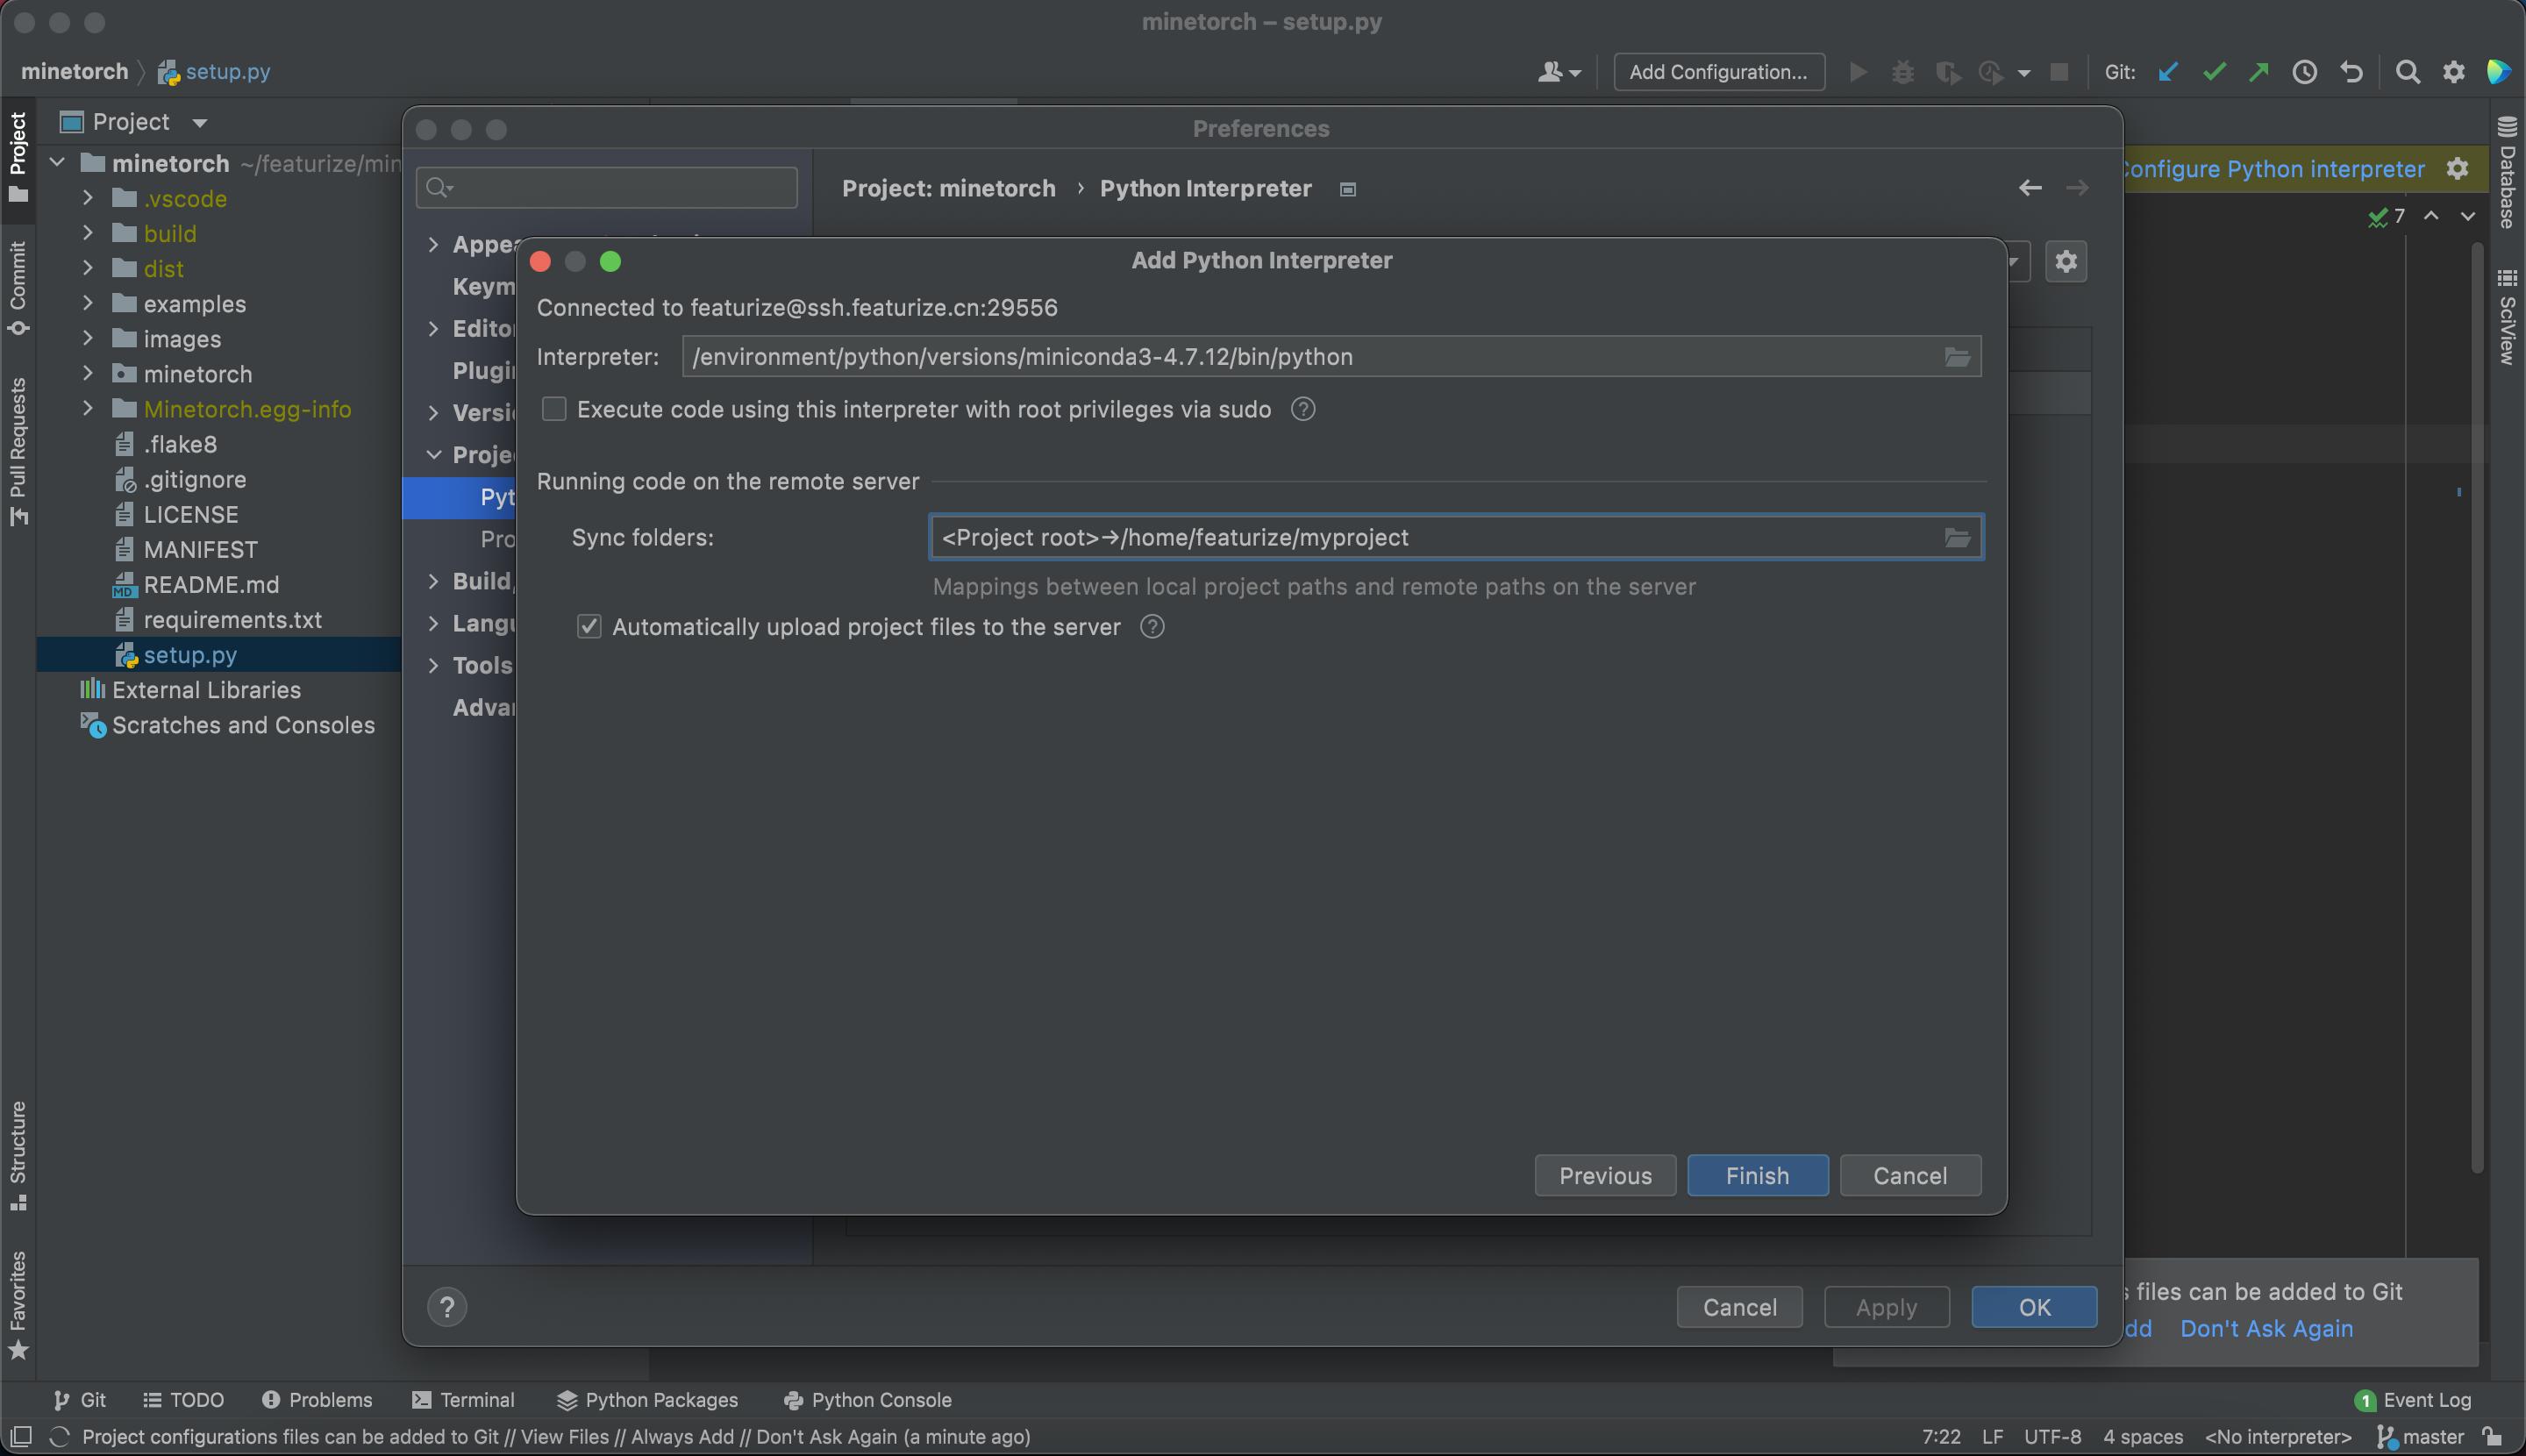 minetorch – setup.py
minetorch setup.py
Add Configuration...
Git:
Project
Project
Commit
Pull Requests
Structure
Favorites
minetorch ~/featurize/min
.vscode
build
dist
examples
images
minetorch
Minetorch.egg-info
.flake8
.gitignore
LICENSE
MANIFEST
README.md
requirements.txt
setup.py
External Libraries
Scratches and Consoles
Preferences
Project: minetorch › Python Interpreter
Appea
Keym
Edito
Plugi
Versi
Proje
Pyt
Pro
Build,
Langu
Tools
Advan
Add Python Interpreter
Connected to featurize@ssh.featurize.cn:29556
Interpreter: /environment/python/versions/miniconda3-4.7.12/bin/python
Execute code using this interpreter with root privileges via sudo ?
Running code on the remote server
Sync folders: <Project root>→/home/featurize/myproject
Mappings between local project paths and remote paths on the server
Automatically upload project files to the server ?
Previous Finish Cancel
? Cancel Apply OK
onfigure Python interpreter
7
Database
SciView
files can be added to Git
dd Don't Ask Again
Git TODO Problems Terminal Python Packages Python Console 1 Event Log
Project configurations files can be added to Git // View Files // Always Add // Don't Ask Again (a minute ago) 7:22 LF UTF-8 4 spaces <No interpreter> master